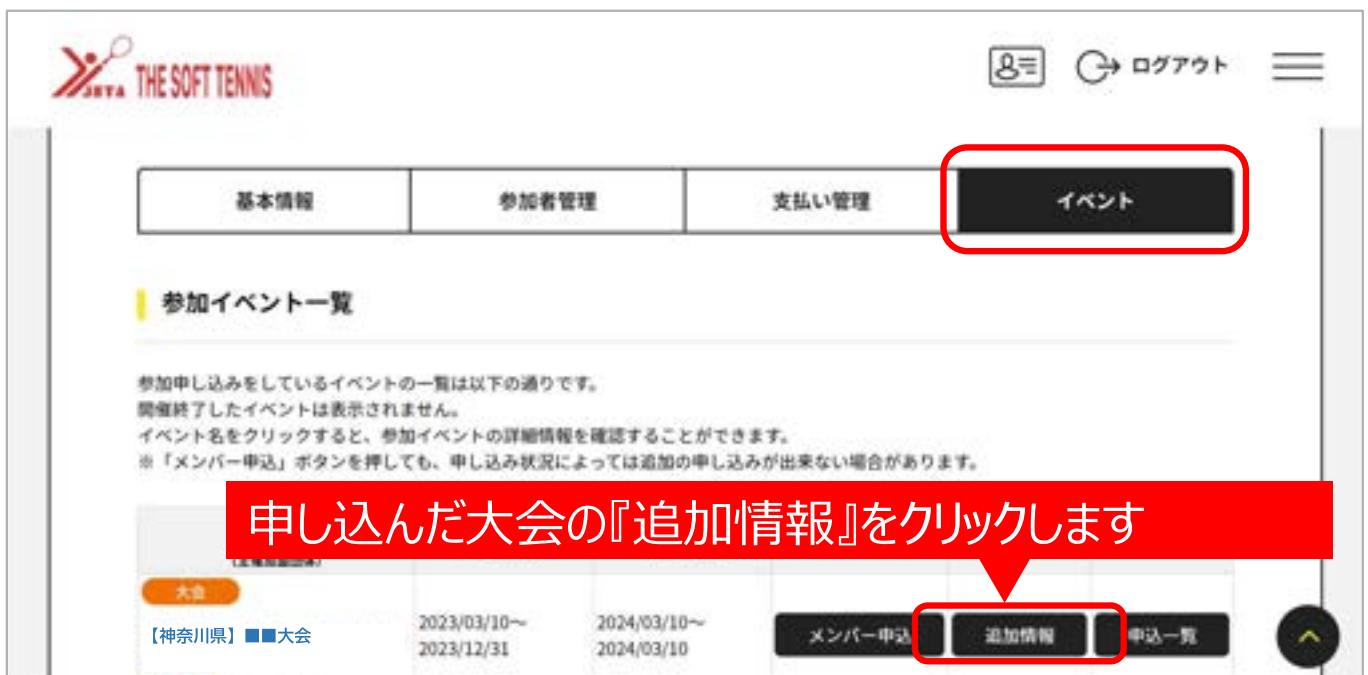 JSTA THE SOFT TENNIS
ログアウト
基本情報
参加者管理
支払い管理
イベント
参加イベント一覧
参加申し込みをしているイベントの一覧は以下の通りです。
開催終了したイベントは表示されません。
イベント名をクリックすると、参加イベントの詳細情報を確認することができます。
※「メンバー申込」ボタンを押しても、申し込み状況によっては追加の申し込みが出来ない場合があります。
申し込んだ大会の『追加情報』をクリックします
大会
【神奈川県】■■大会
2023/03/10～
2023/12/31
2024/03/10～
2024/03/10
メンバー申込
追加情報
申込一覧